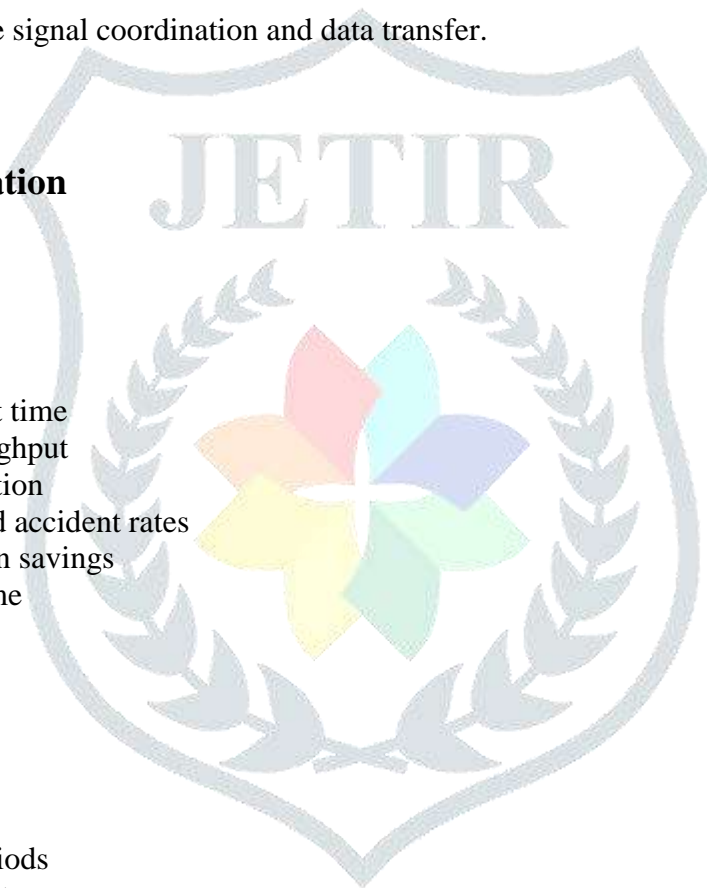 e signal coordination and data transfer.
JETIR
ation
t time
ghput
tion
d accident rates
n savings
ne
iods